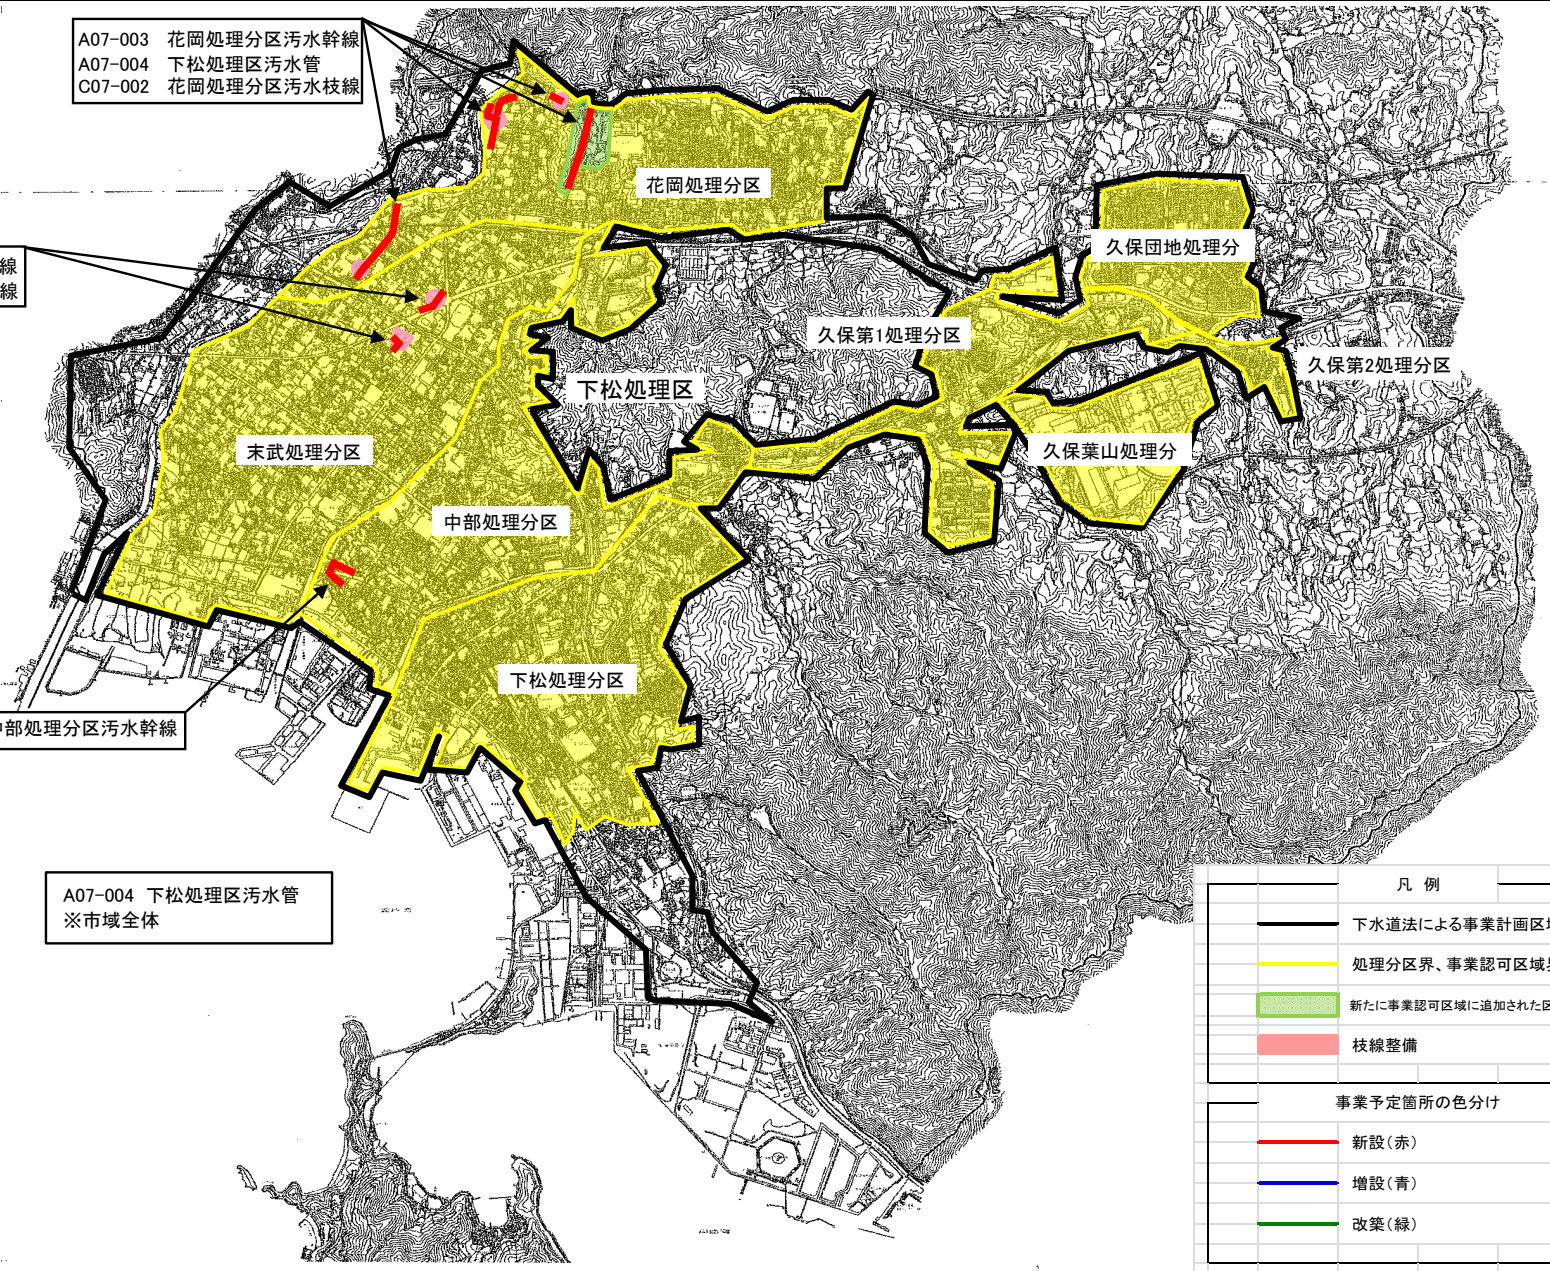 A07-003 花岡処理分区汚水幹線
A07-004 下松処理区汚水管
C07-002 花岡処理分区汚水枝線
線
線
花岡処理分区
久保団地処理分
久保第1処理分区
久保第2処理分区
下松処理区
末武処理分区
久保葉山処理分
中部処理分区
下松処理分区
中部処理分区汚水幹線
A07-004 下松処理区汚水管
※市域全体
凡 例
下水道法による事業計画区域
処理分区界、事業認可区域界
新たに事業認可区域に追加された区
枝線整備
事業予定箇所の色分け
新設(赤)
増設(青)
改築(緑)